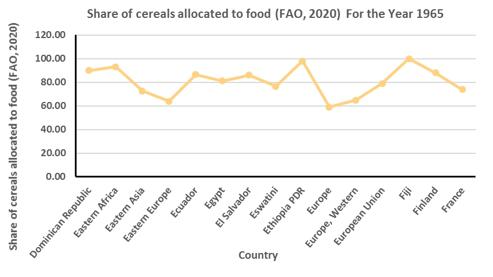 Share of cereals allocated to food (FAO, 2020) For the Year 1965
Share of cereals allocated to food (FAO, 2020)
120.00
100.00
80.00
60.00
40.00
20.00
0.00
Dominican Republic
Eastern Africa
Eastern Asia
Eastern Europe
Ecuador
Egypt
El Salvador
Eswatini
Ethiopia PDR
Europe
Europe, Western
European Union
Fiji
Finland
France
Country